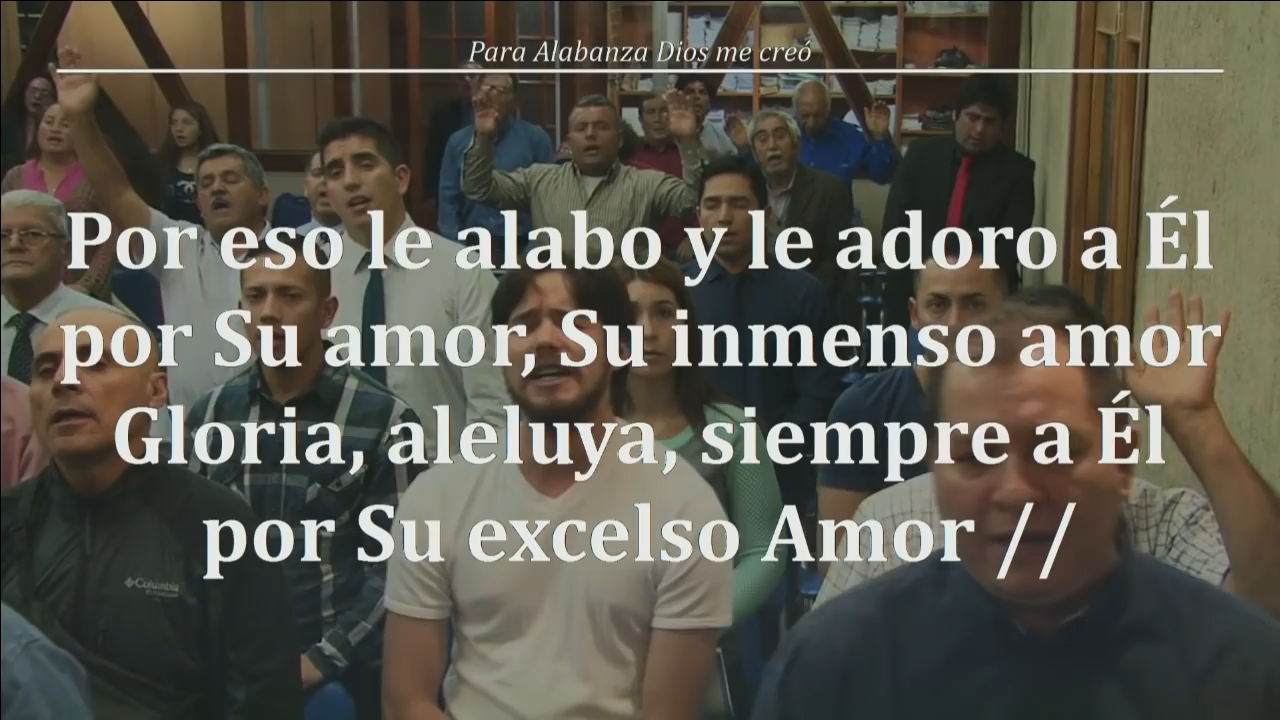 Para Alabanza Dios me creó
Por eso le alabo y le adoro a Él
por Su amor, Su inmenso amor
Gloria, aleluya, siempre a Él
por Su excelso Amor //
Columbia